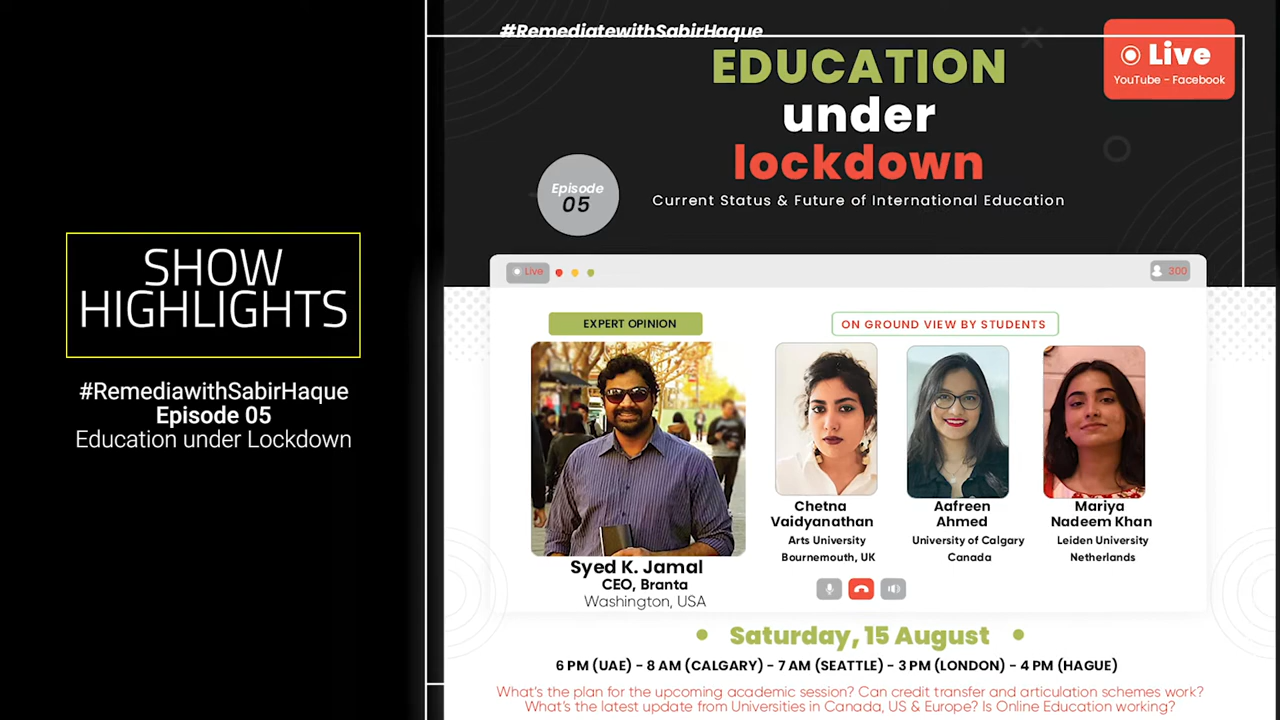 SHOW
HIGHLIGHTS
#RemediawithSabirHaque
Episode 05
Education under Lockdown
#RemediatewithSabirHaque
EDUCATION
under
lockdown
Current Status & Future of International Education
Live
YouTube - Facebook
Episode
05
Live
300
EXPERT OPINION
ON GROUND VIEW BY STUDENTS
Syed K. Jamal
CEO, Branta
Washington, USA
Chetna
Vaidyanathan
Arts University
Bournemouth, UK
Aafreen
Ahmed
University of Calgary
Canada
Mariya
Nadeem Khan
Leiden University
Netherlands
Saturday, 15 August
6 PM (UAE) - 8 AM (CALGARY) - 7 AM (SEATTLE) - 3 PM (LONDON) - 4 PM (HAGUE)
What's the plan for the upcoming academic session? Can credit transfer and articulation schemes work?
What's the latest update from Universities in Canada, US & Europe? Is Online Education working?